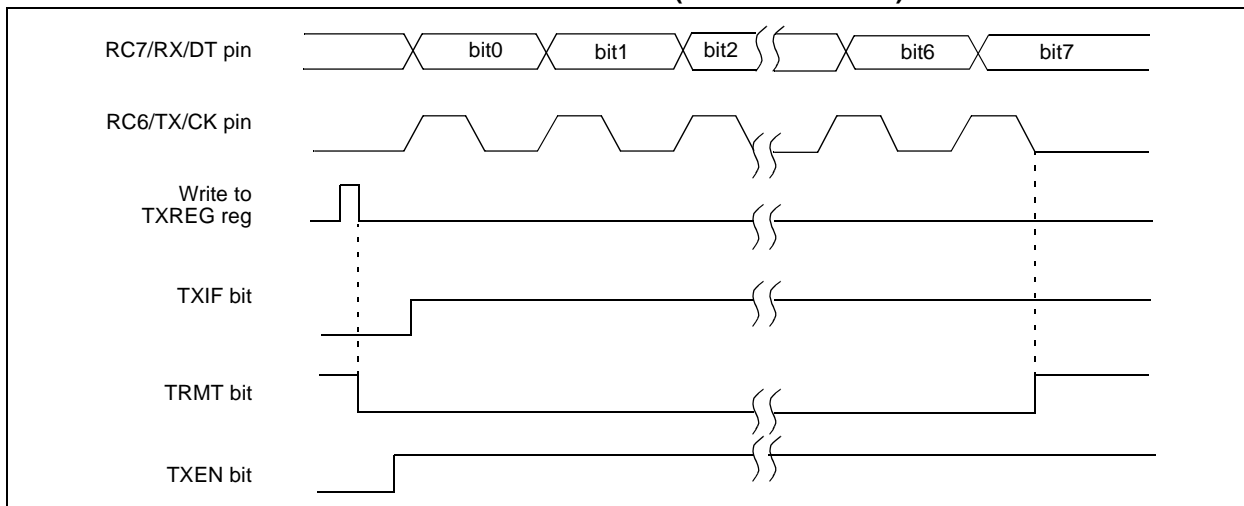 RC7/RX/DT pin
bit0
bit1
bit2
bit6
bit7
RC6/TX/CK pin
Write to
TXREG reg
TXIF bit
TRMT bit
TXEN bit